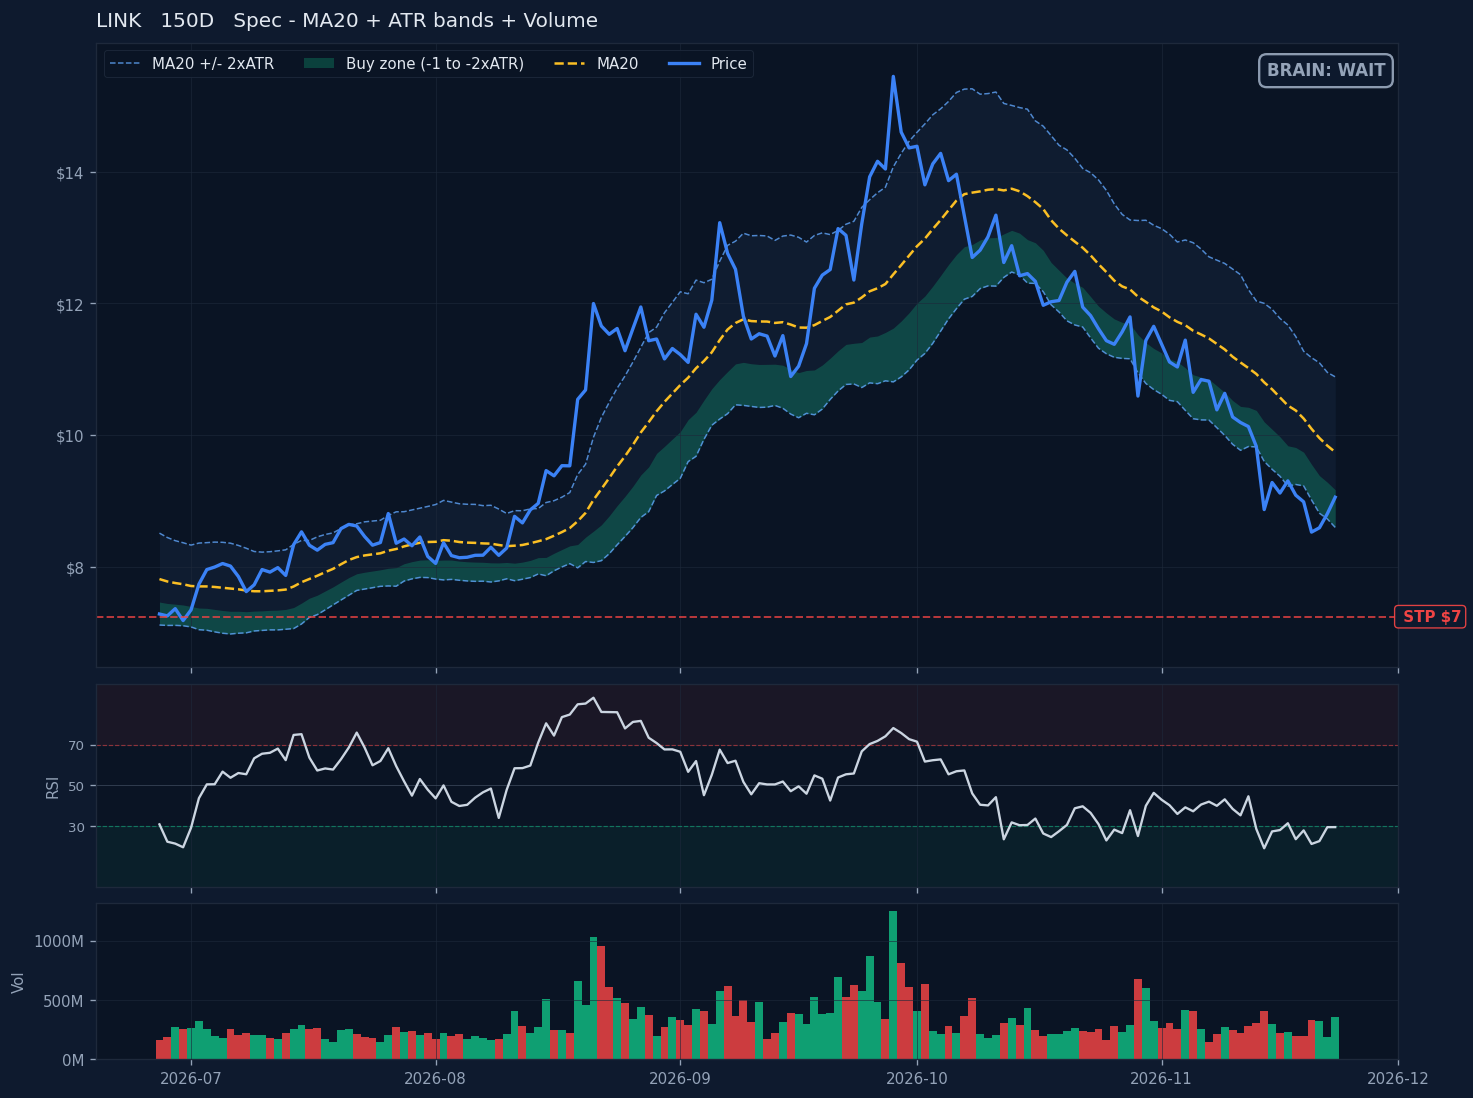 LINK   150D   Spec - MA20 + ATR bands + Volume
MA20 +/- 2xATR   Buy zone (-1 to -2xATR)   MA20   Price
BRAIN: WAIT
$14
$12
$10
$8
STP $7
RSI
70
50
30
Vol
1000M
500M
0M
2026-07   2026-08   2026-09   2026-10   2026-11   2026-12